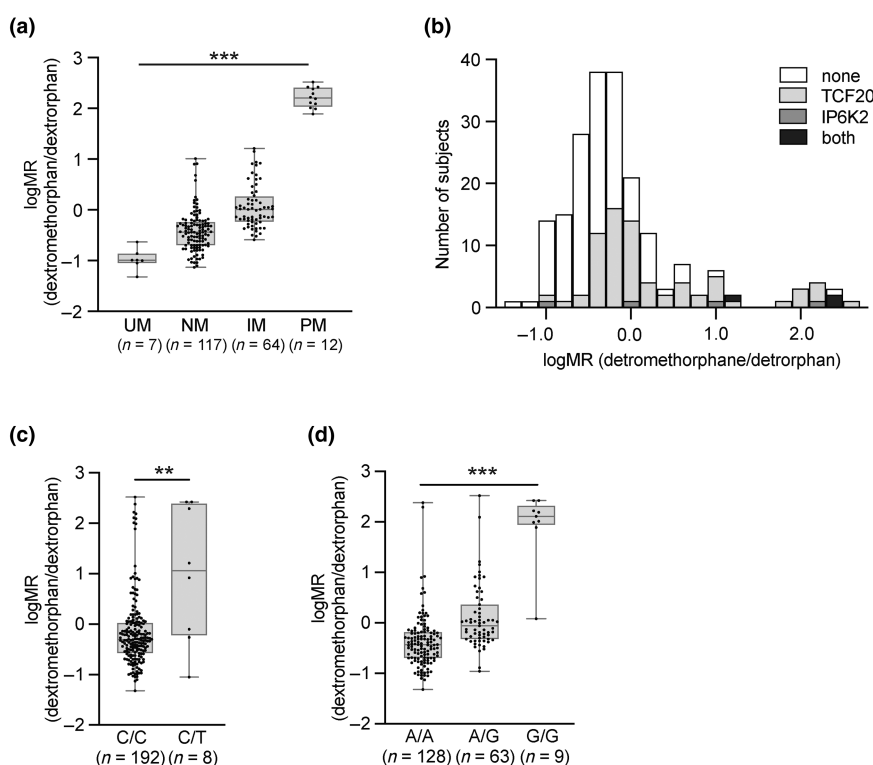 (a)
***
3
2
1
0
–1
–2
logMR
(dextromethorphan/dextrorphan)
UM NM IM PM
(n = 7) (n = 117) (n = 64) (n = 12)
(b)
40
30
20
10
0
Number of subjects
none
TCF20
IP6K2
both
–1.0 0.0 1.0 2.0
logMR (detromethorphane/detrorphan)
(c)
**
3
2
1
0
–1
–2
logMR
(dextromethorphan/dextrorphan)
C/C C/T
(n = 192) (n = 8)
(d)
***
3
2
1
0
–1
–2
logMR
(dextromethorphan/dextrorphan)
A/A A/G G/G
(n = 128) (n = 63) (n = 9)